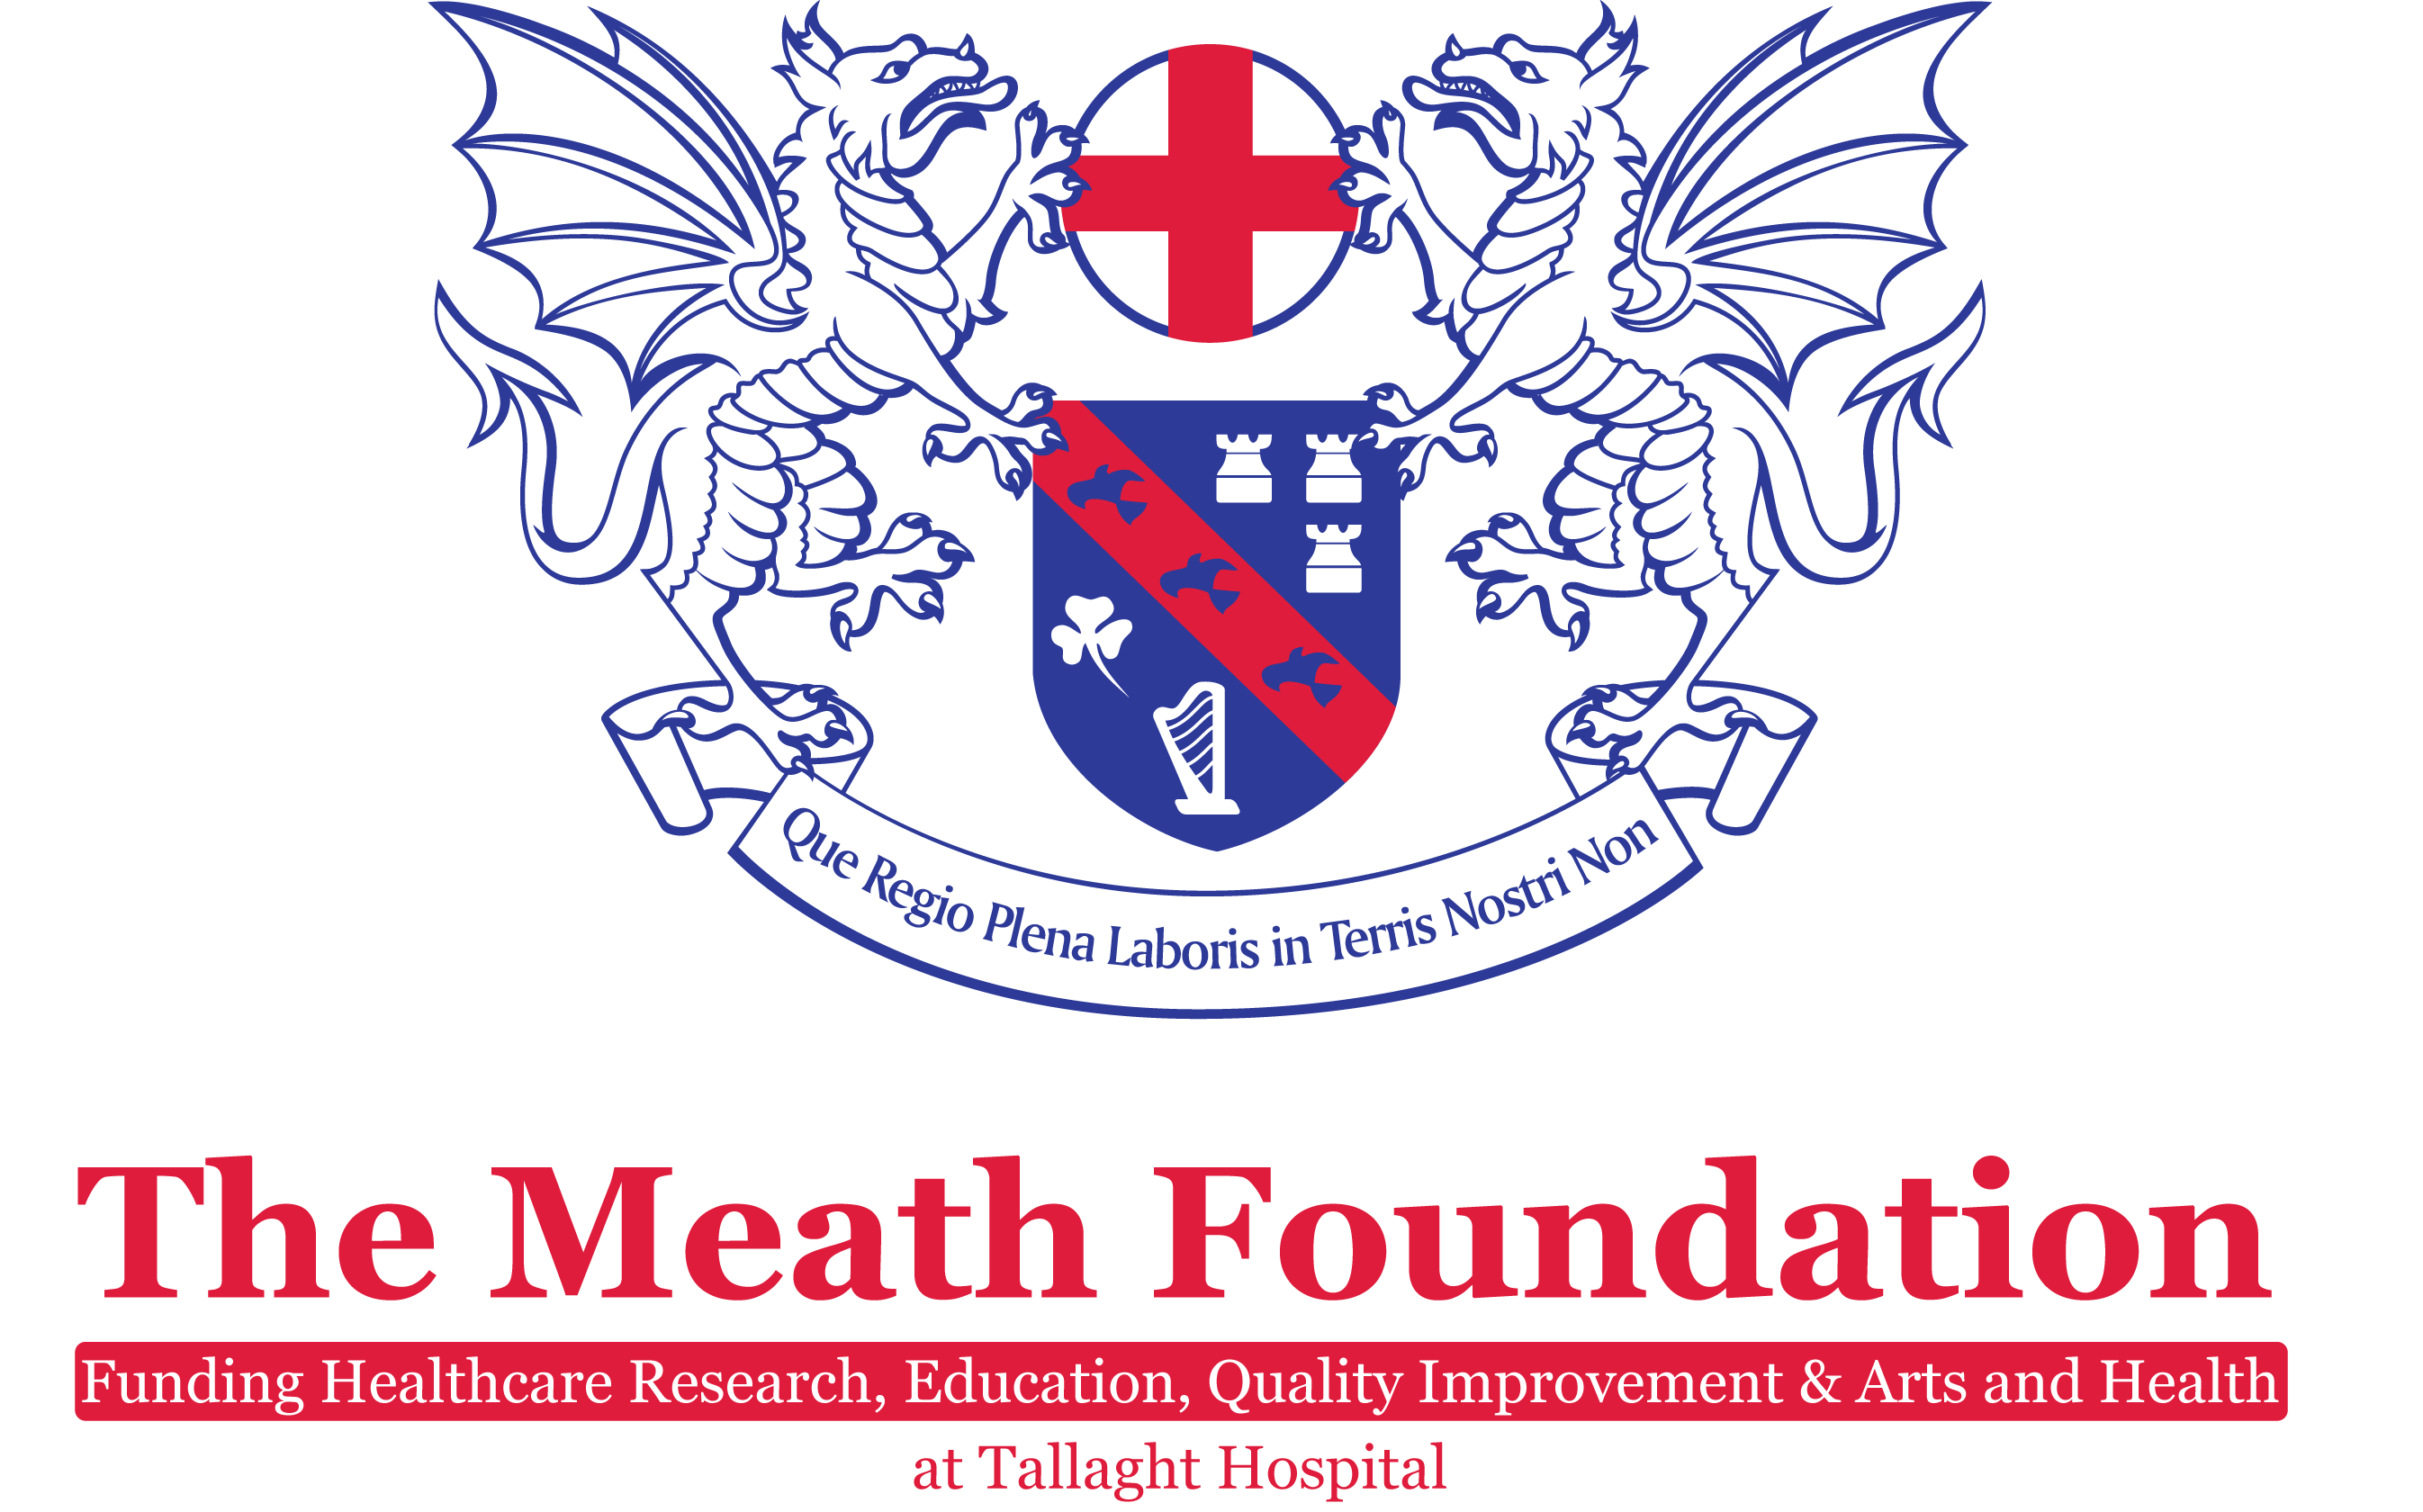 Que Regio Plena Laboris in Terris Nostri Non
The Meath Foundation
Funding Healthcare Research, Education, Quality Improvement & Arts and Health
at Tallaght Hospital